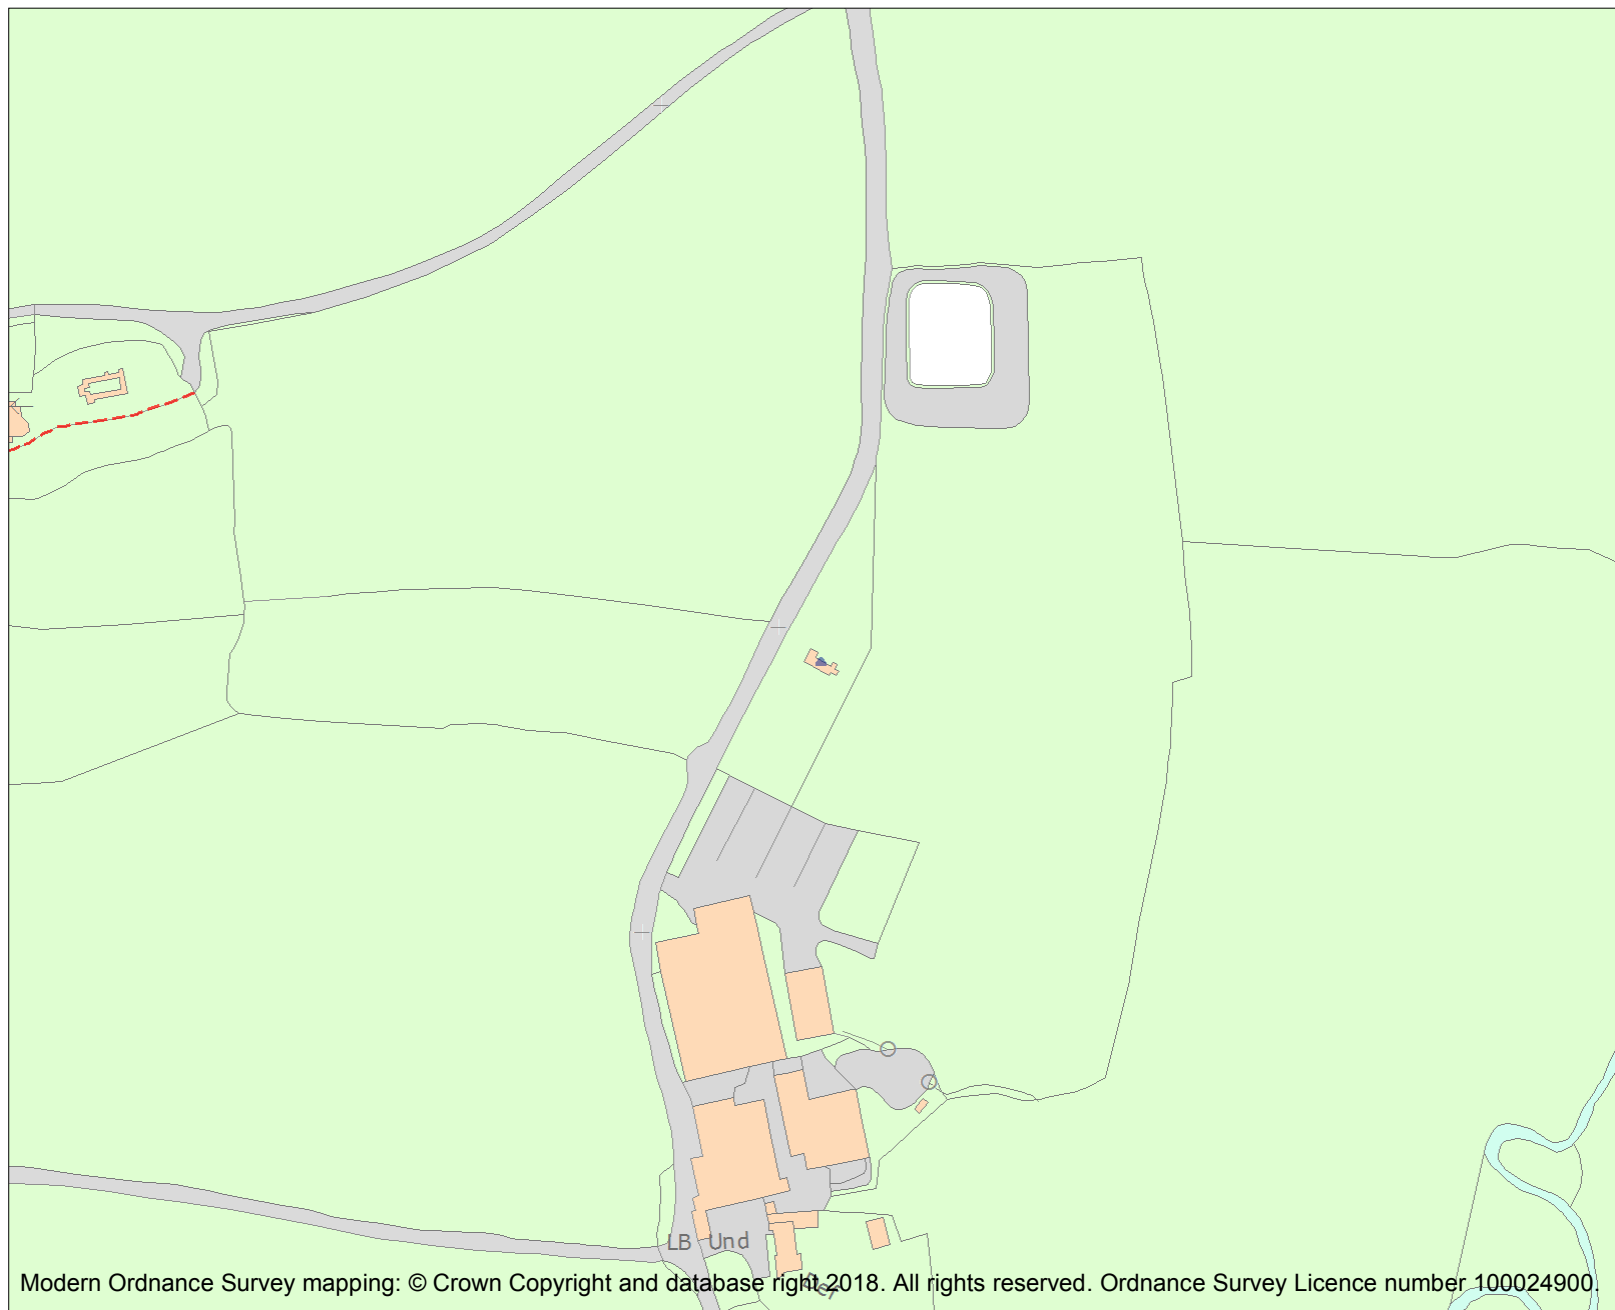 LB Und
Modern Ordnance Survey mapping: © Crown Copyright and database right 2018. All rights reserved. Ordnance Survey Licence number 100024900.